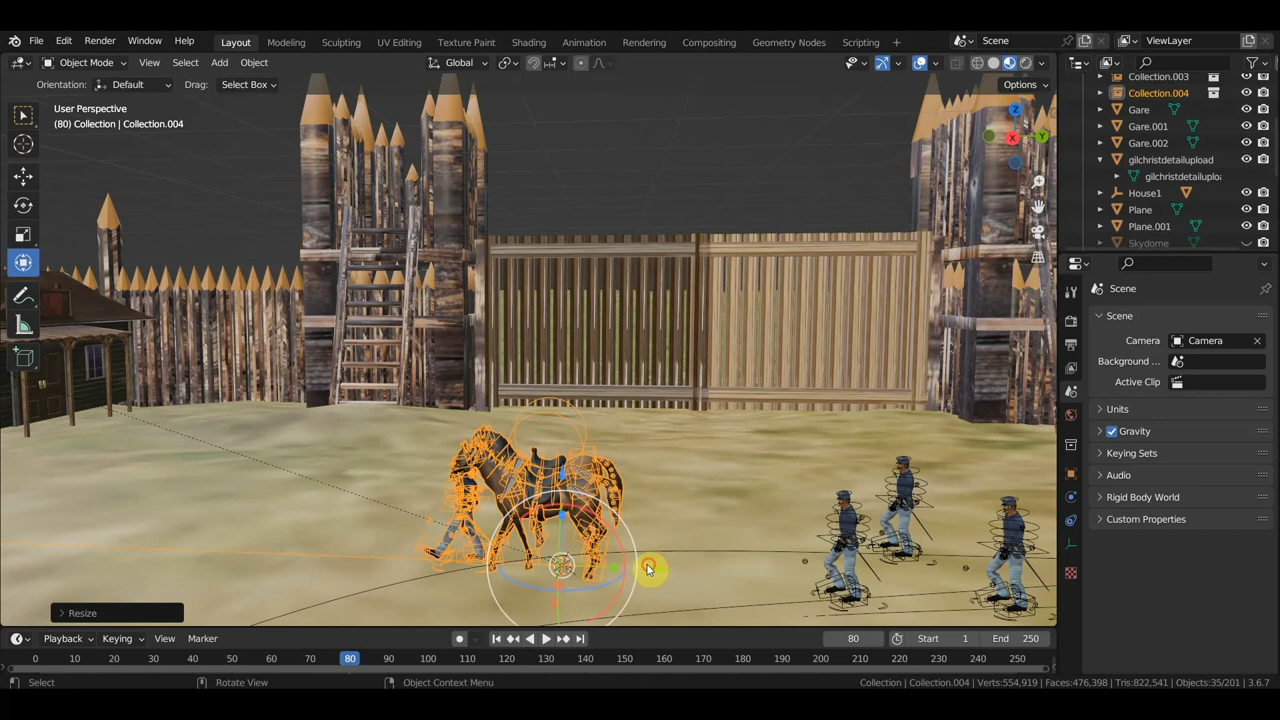 File Edit Render Window Help Layout Modeling Sculpting UV Editing Texture Paint Shading Animation Rendering Compositing Geometry Nodes Scripting + Scene ViewLayer
Object Mode View Select Add Object Global
Orientation: Default Drag: Select Box Options
User Perspective
(80) Collection | Collection.004
X Y Z
Collection.003
Collection.004
Gare
Gare.001
Gare.002
gilchristdetailupload
gilchristdetailuploa
House1
Plane
Plane.001
Skydome
Scene
Scene
Camera Camera
Background ...
Active Clip
Units
Gravity
Keying Sets
Audio
Rigid Body World
Custom Properties
Resize
Playback Keying View Marker 80 Start 1 End 250
0 20 30 40 50 60 70 80 90 100 110 120 130 140 150 160 170 180 190 200 210 220 230 240 250
Select Rotate View Object Context Menu Collection | Collection.004 | Verts:554,919 | Faces:476,398 | Tris:822,541 | Objects:35/201 | 3.6.7